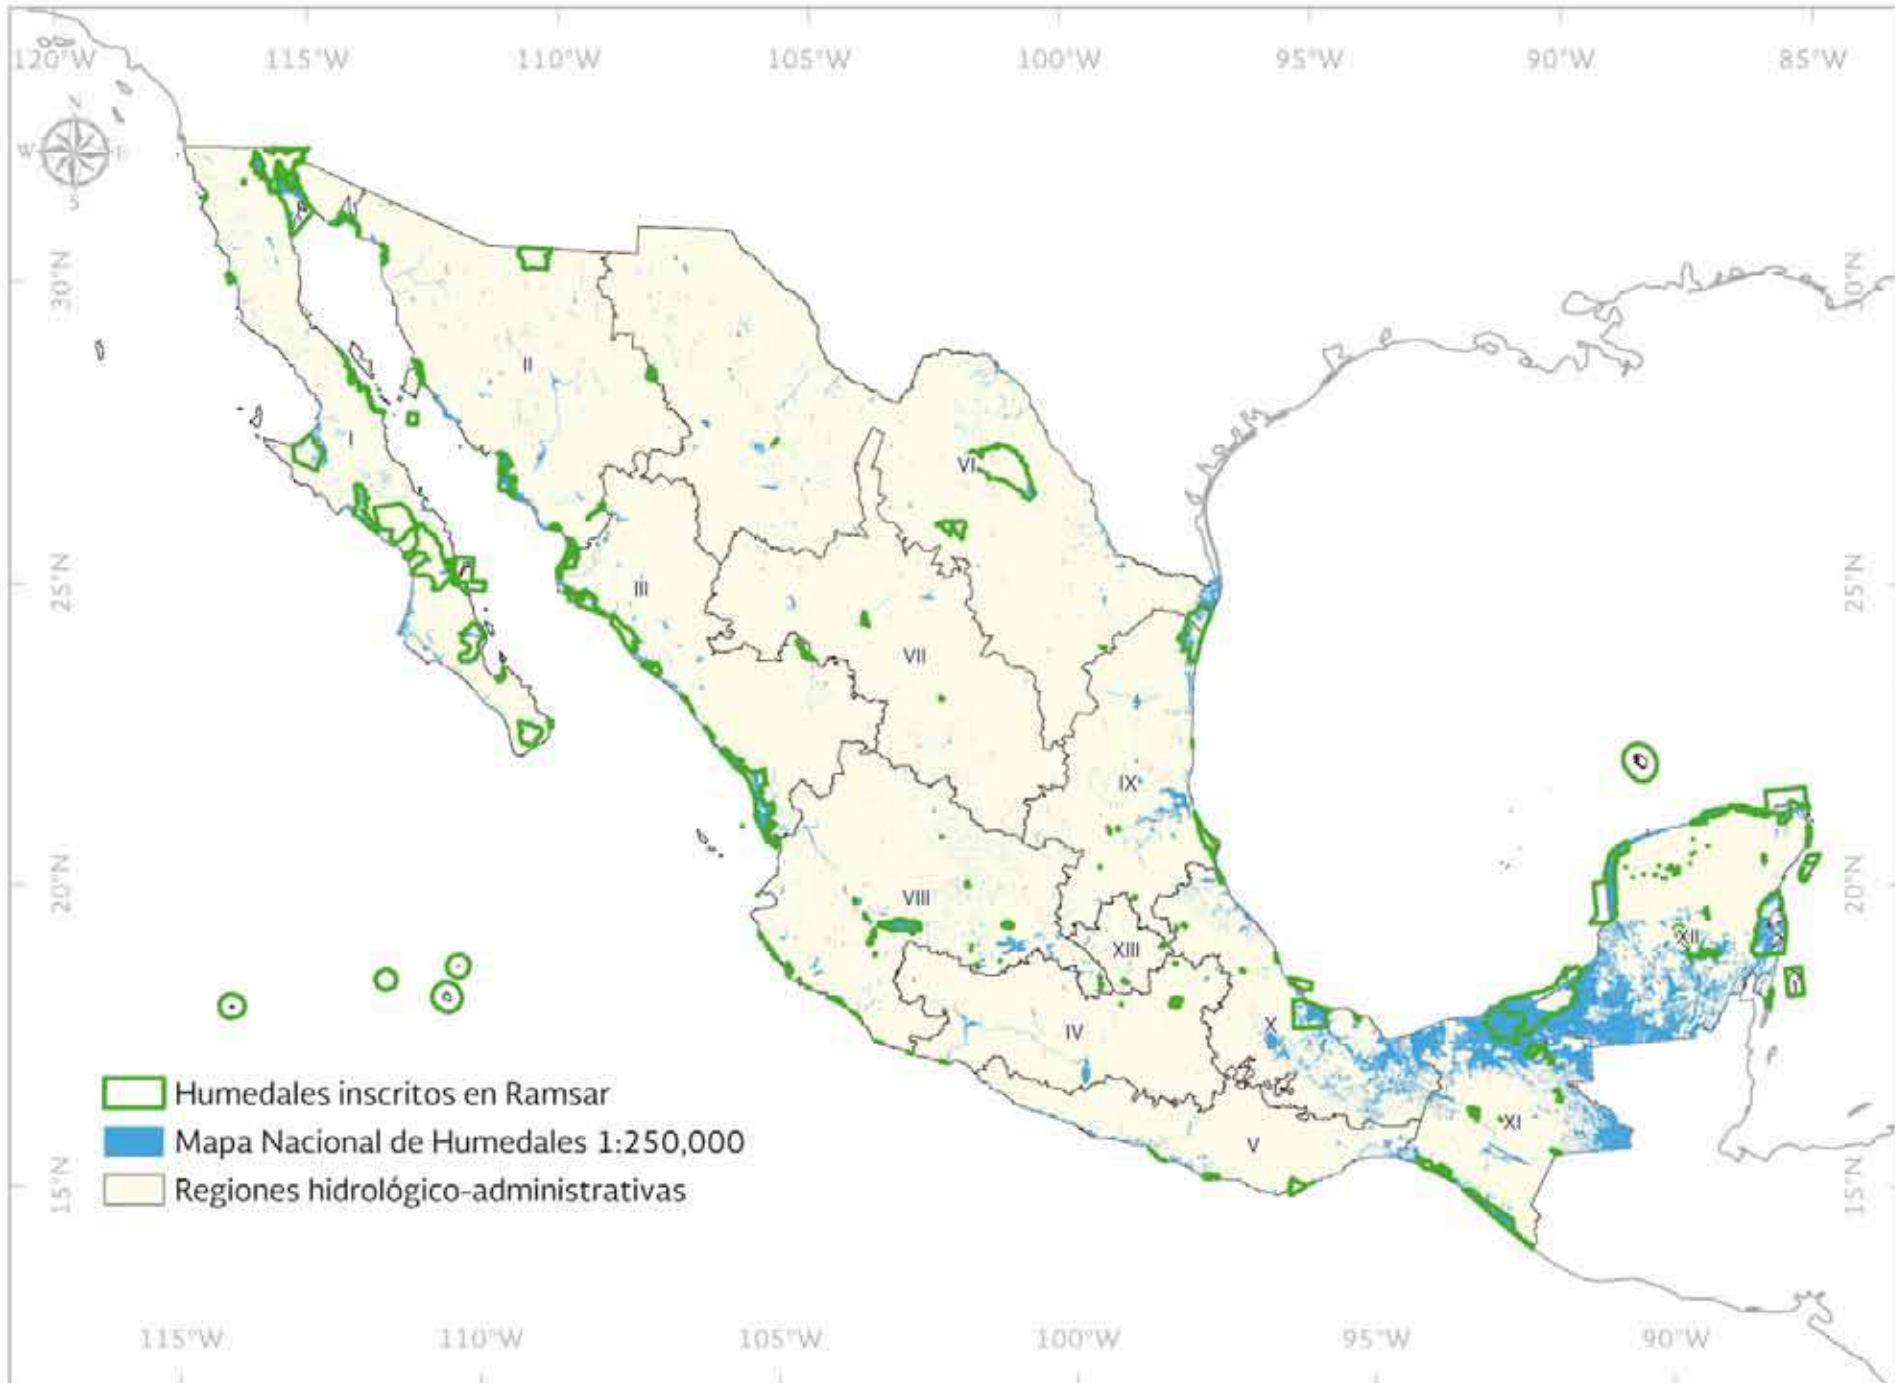 120°W 115°W 110°W 105°W 100°W 95°W 90°W 85°W
N
W E
S
30°N 30°N
II
I
VI
25°N 25°N
III
VII
IX
20°N 20°N
VIII
XII
XIII
X
IV
Humedales inscritos en Ramsar
XI
Mapa Nacional de Humedales 1:250,000
V
Regiones hidrológico-administrativas
15°N 15°N
115°W 110°W 105°W 100°W 95°W 90°W